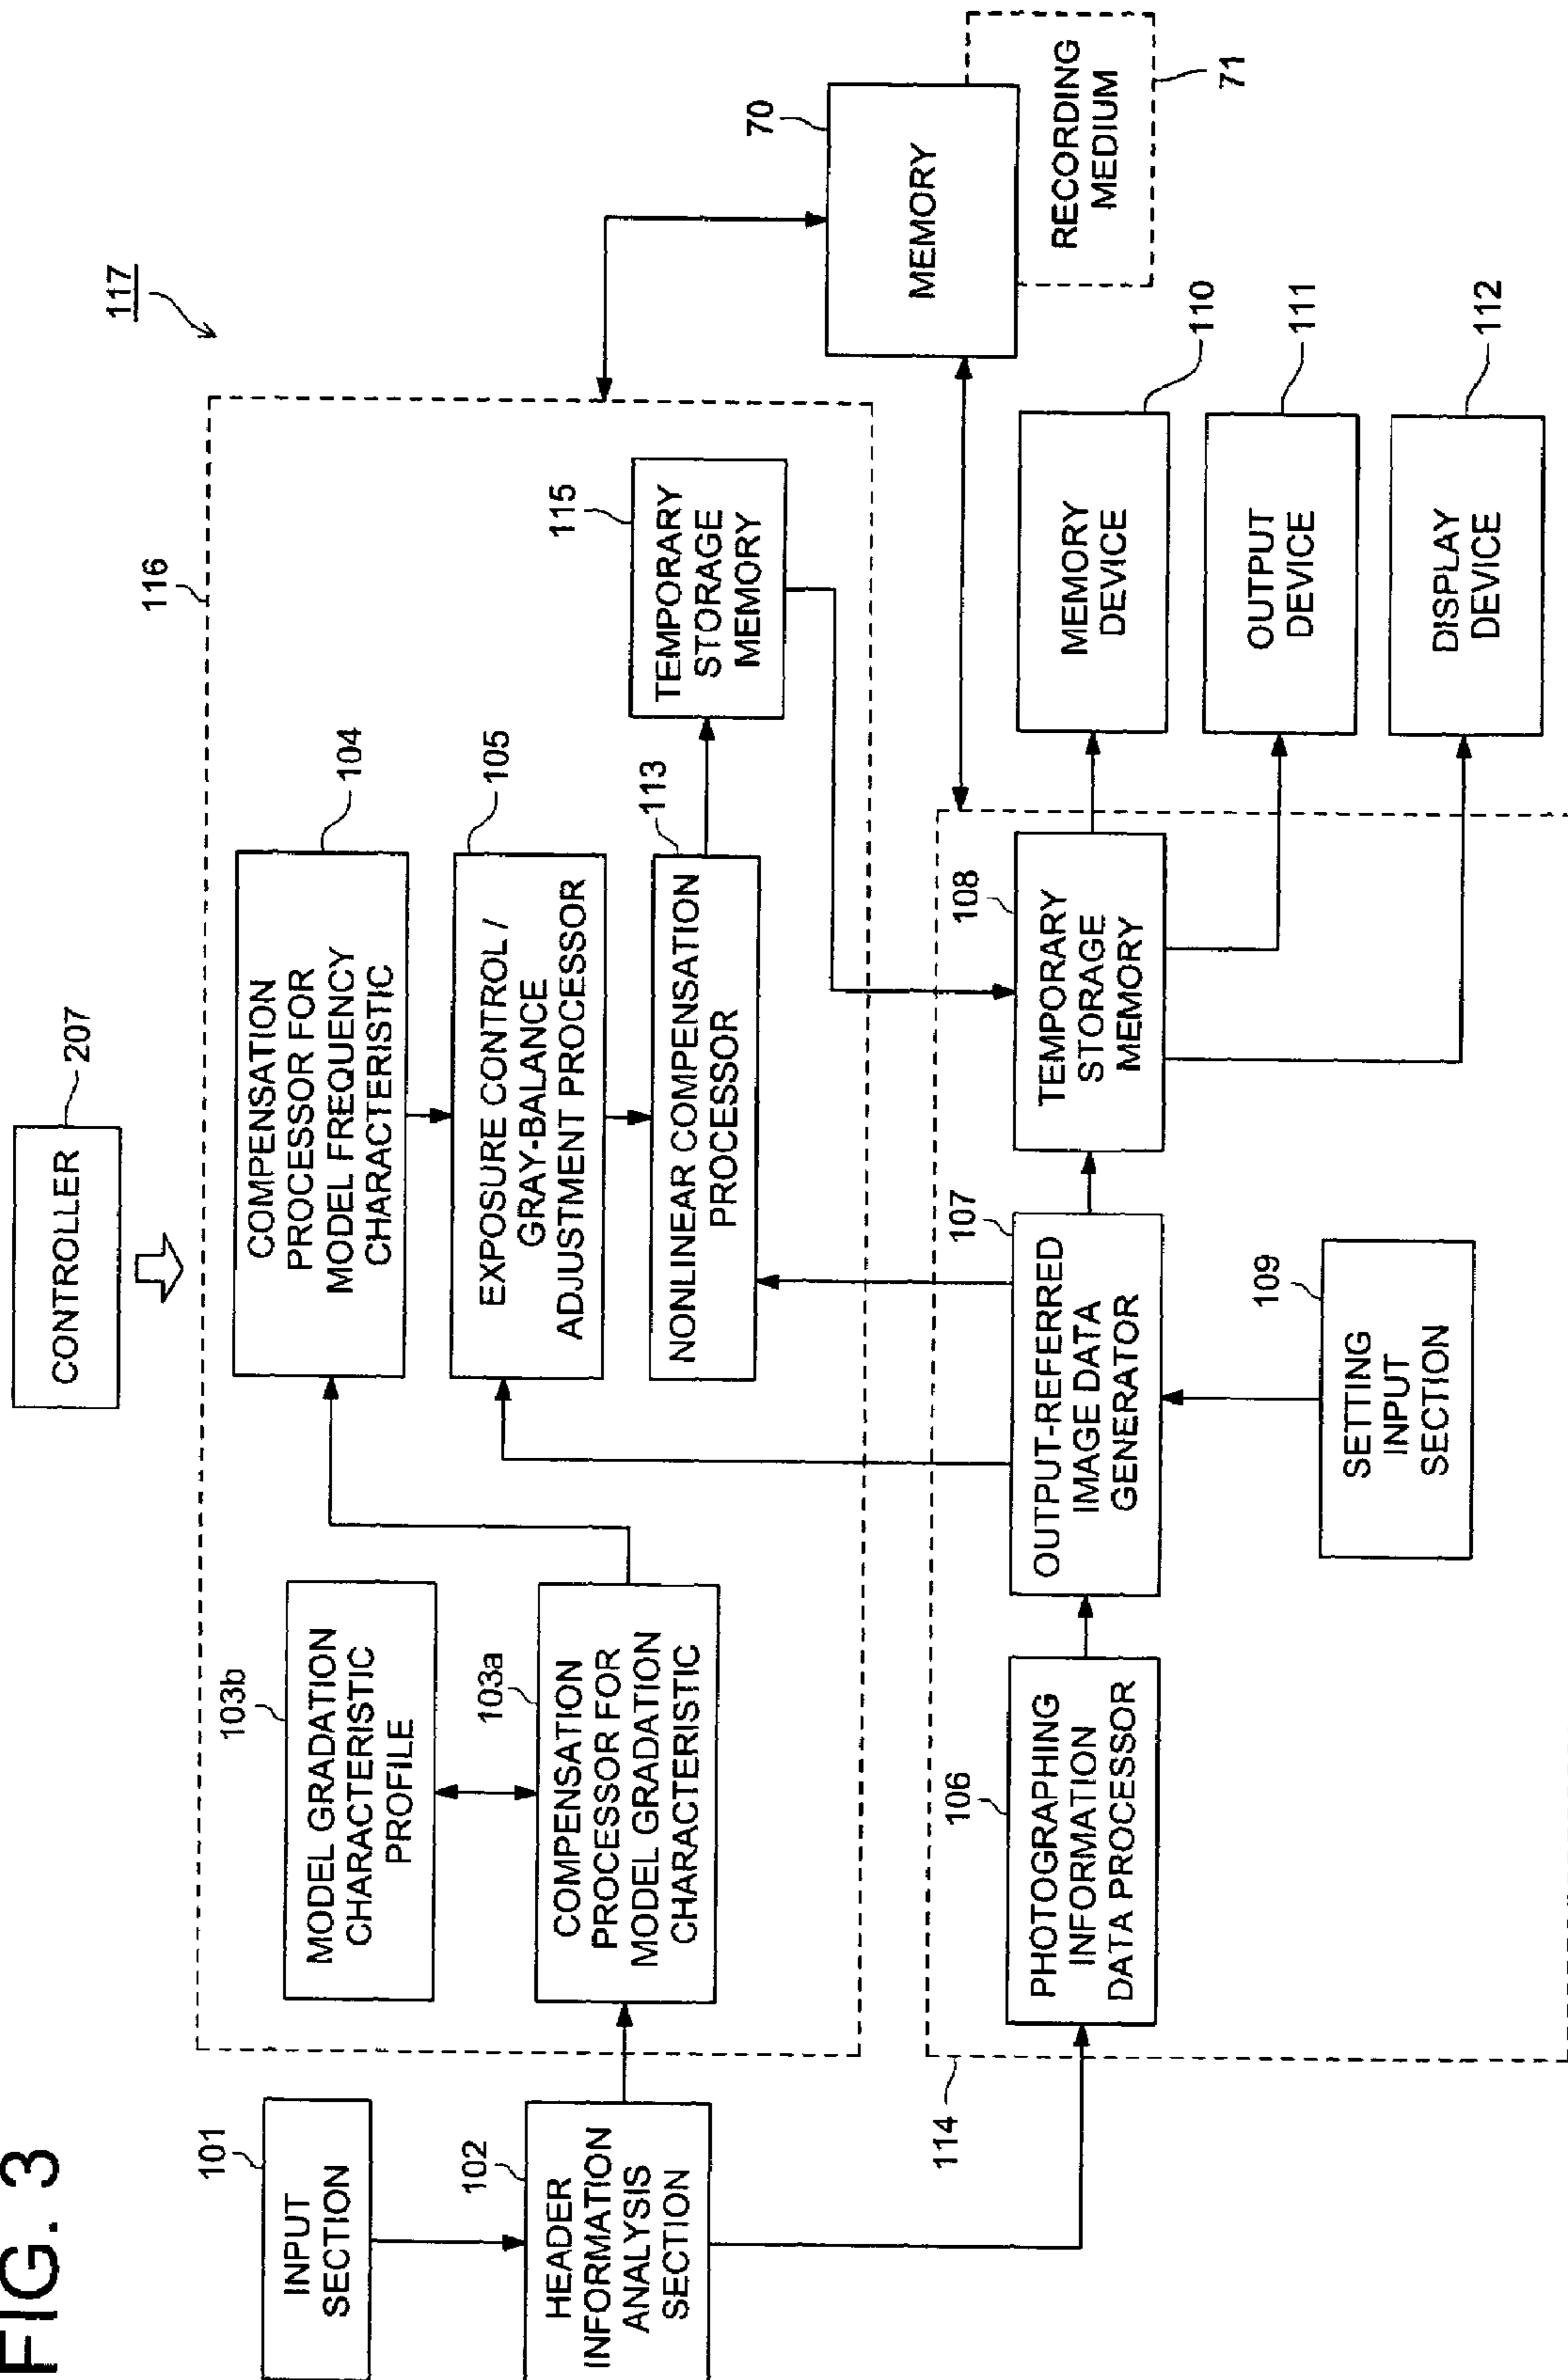 FIG. 3
117
CONTROLLER
207
116
101
INPUT
SECTION
102
HEADER
INFORMATION
ANALYSIS
SECTION
103b
MODEL GRADATION
CHARACTERISTIC
PROFILE
103a
COMPENSATION
PROCESSOR FOR
MODEL GRADATION
CHARACTERISTIC
104
COMPENSATION
PROCESSOR FOR
MODEL FREQUENCY
CHARACTERISTIC
105
EXPOSURE CONTROL /
GRAY-BALANCE
ADJUSTMENT PROCESSOR
113
NONLINEAR COMPENSATION
PROCESSOR
115
TEMPORARY
STORAGE
MEMORY
70
MEMORY
RECORDING
MEDIUM
71
114
106
PHOTOGRAPHING
INFORMATION
DATA PROCESSOR
107
OUTPUT-REFERRED
IMAGE DATA
GENERATOR
108
TEMPORARY
STORAGE
MEMORY
109
SETTING
INPUT
SECTION
MEMORY
DEVICE
110
OUTPUT
DEVICE
111
DISPLAY
DEVICE
112